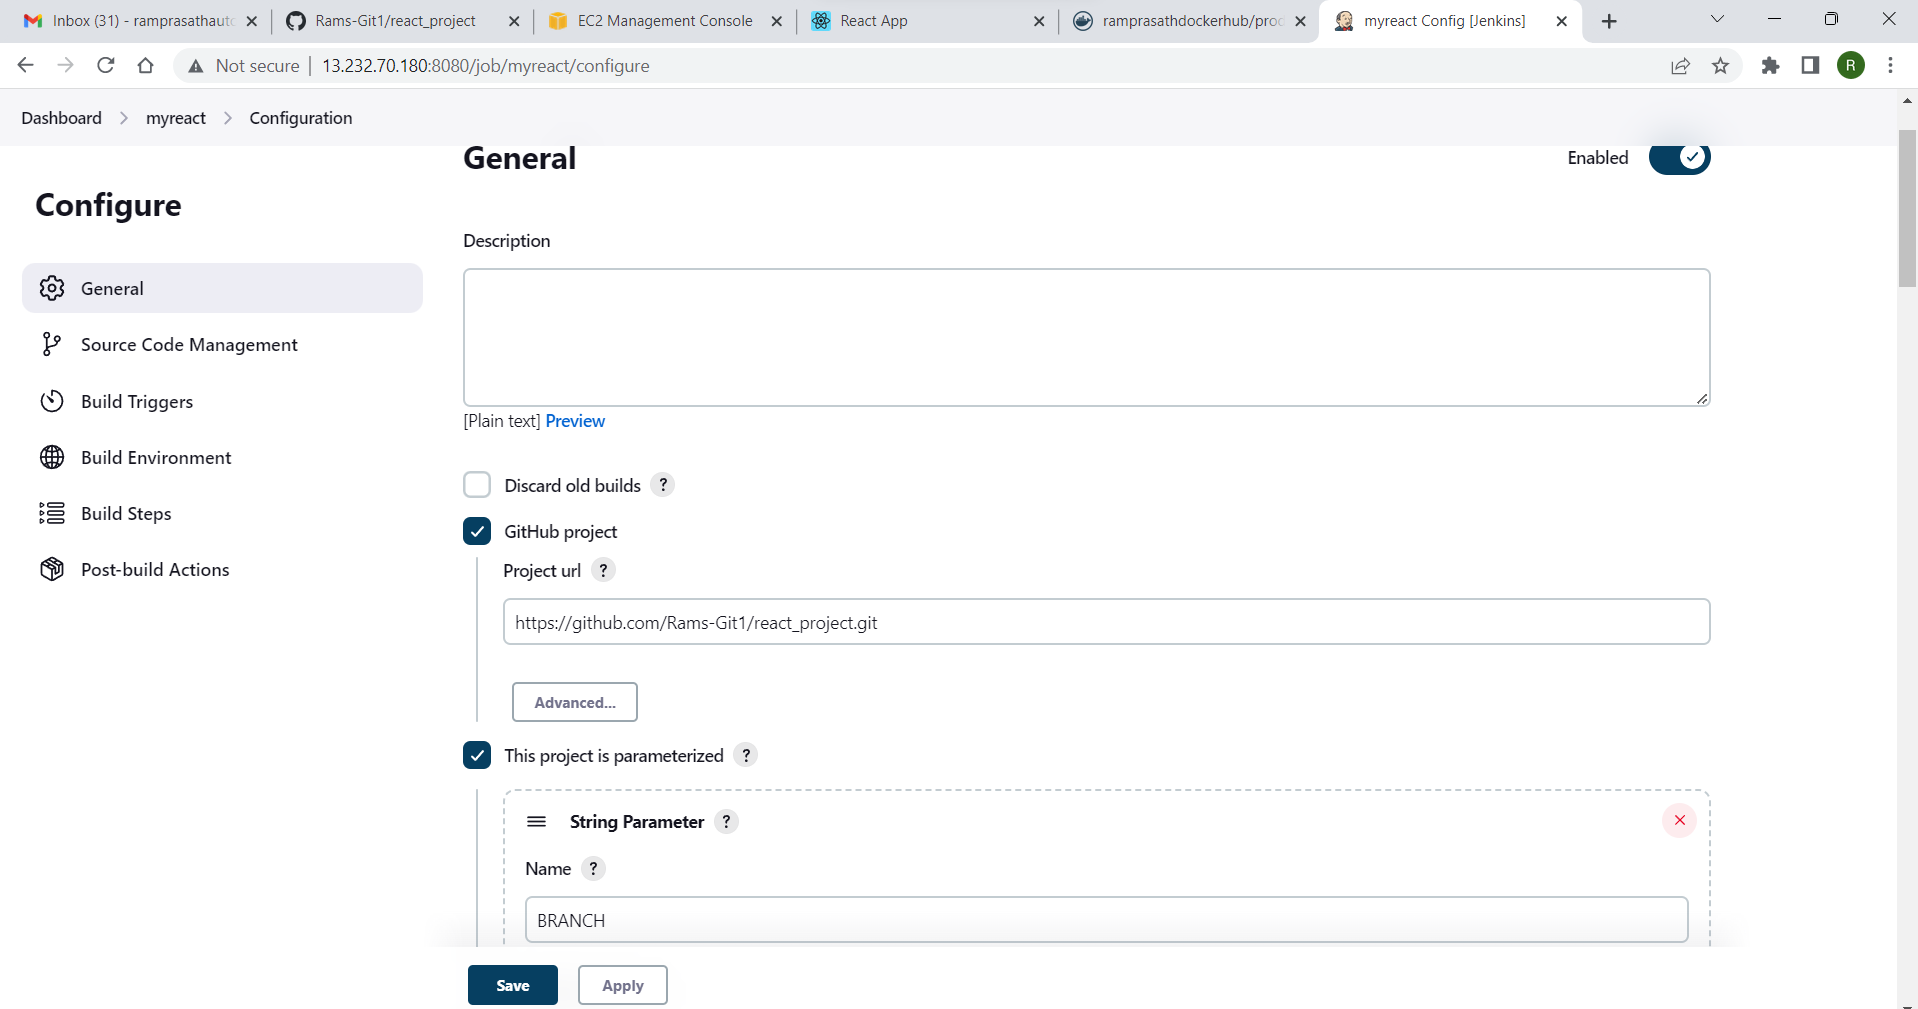 Inbox (31) - ramprasathauto
Rams-Git1/react_project
EC2 Management Console
React App
ramprasathdockerhub/prod
myreact Config [Jenkins]
Not secure
13.232.70.180:8080/job/myreact/configure
R
Dashboard
myreact
Configuration
General
Enabled
Configure
General
Source Code Management
Build Triggers
Build Environment
Build Steps
Post-build Actions
Description
[Plain text] Preview
Discard old builds ?
GitHub project
Project url ?
https://github.com/Rams-Git1/react_project.git
Advanced...
This project is parameterized ?
String Parameter ?
Name ?
BRANCH
Save
Apply